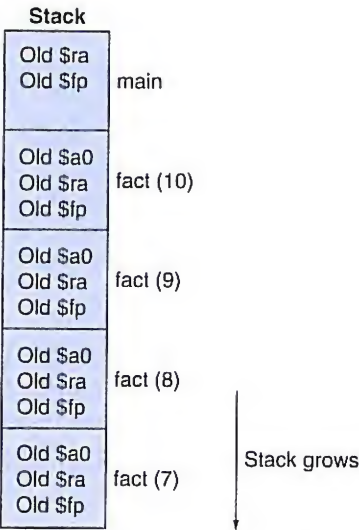 Stack
Old $ra
Old $fp
main
Old $a0
Old $ra
Old $fp
fact (10)
Old $a0
Old $ra
Old $fp
fact (9)
Old $a0
Old $ra
Old $fp
fact (8)
Old $a0
Old $ra
Old $fp
fact (7)
Stack grows